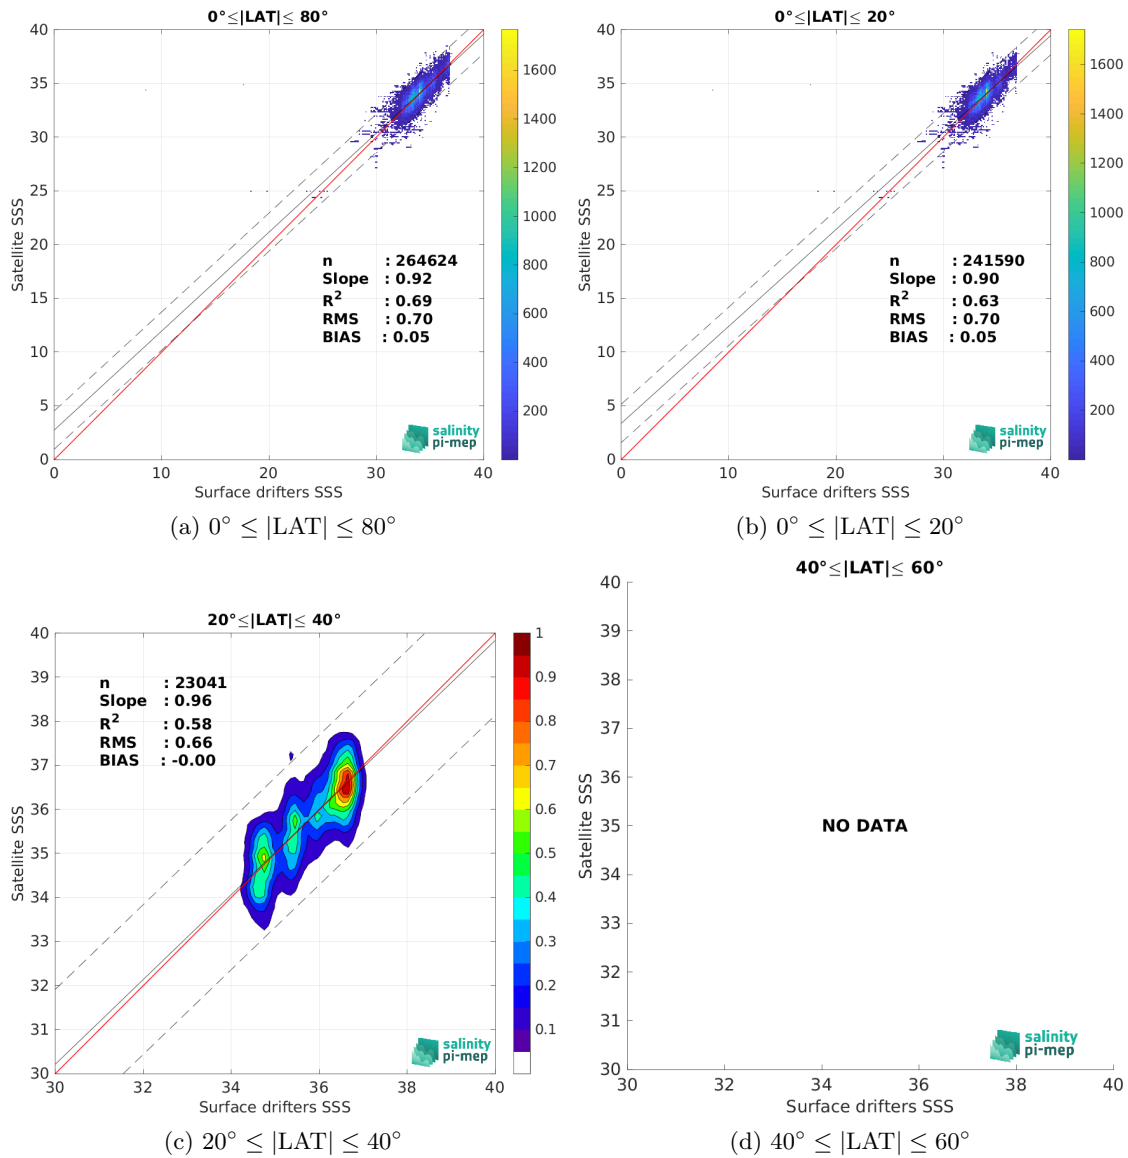 0°≤|LAT|≤ 80°
40
35
30
25
20
15
10
5
0
Satellite SSS
0
10
20
30
40
Surface drifters SSS
n : 264624
Slope : 0.92
R² : 0.69
RMS : 0.70
BIAS : 0.05
salinity
pi-mep
1600
1400
1200
1000
800
600
400
200
(a) 0° ≤ |LAT| ≤ 80°
0°≤|LAT|≤ 20°
40
35
30
25
20
15
10
5
0
Satellite SSS
0
10
20
30
40
Surface drifters SSS
n : 241590
Slope : 0.90
R² : 0.63
RMS : 0.70
BIAS : 0.05
salinity
pi-mep
1600
1400
1200
1000
800
600
400
200
(b) 0° ≤ |LAT| ≤ 20°
20°≤|LAT|≤ 40°
40
39
38
37
36
35
34
33
32
31
30
Satellite SSS
30
32
34
36
38
40
Surface drifters SSS
n : 23041
Slope : 0.96
R² : 0.58
RMS : 0.66
BIAS : -0.00
salinity
pi-mep
1
0.9
0.8
0.7
0.6
0.5
0.4
0.3
0.2
0.1
(c) 20° ≤ |LAT| ≤ 40°
40°≤|LAT|≤ 60°
40
39
38
37
36
35
34
33
32
31
30
Satellite SSS
NO DATA
30
32
34
36
38
40
Surface drifters SSS
salinity
pi-mep
(d) 40° ≤ |LAT| ≤ 60°